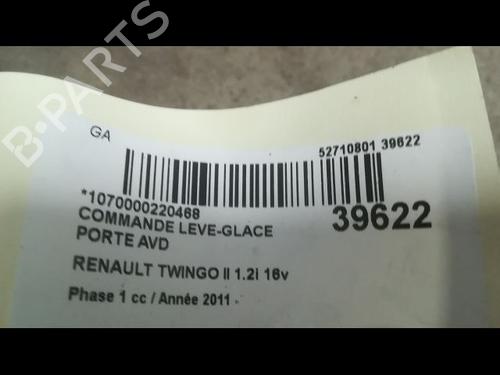 B-PARTS
GA
52710801 39622
*1070000220468
COMMANDE LEVE-GLACE
39622
PORTE AVD
RENAULT TWINGO II 1.2i 16v
Phase 1 cc / Année 2011 -